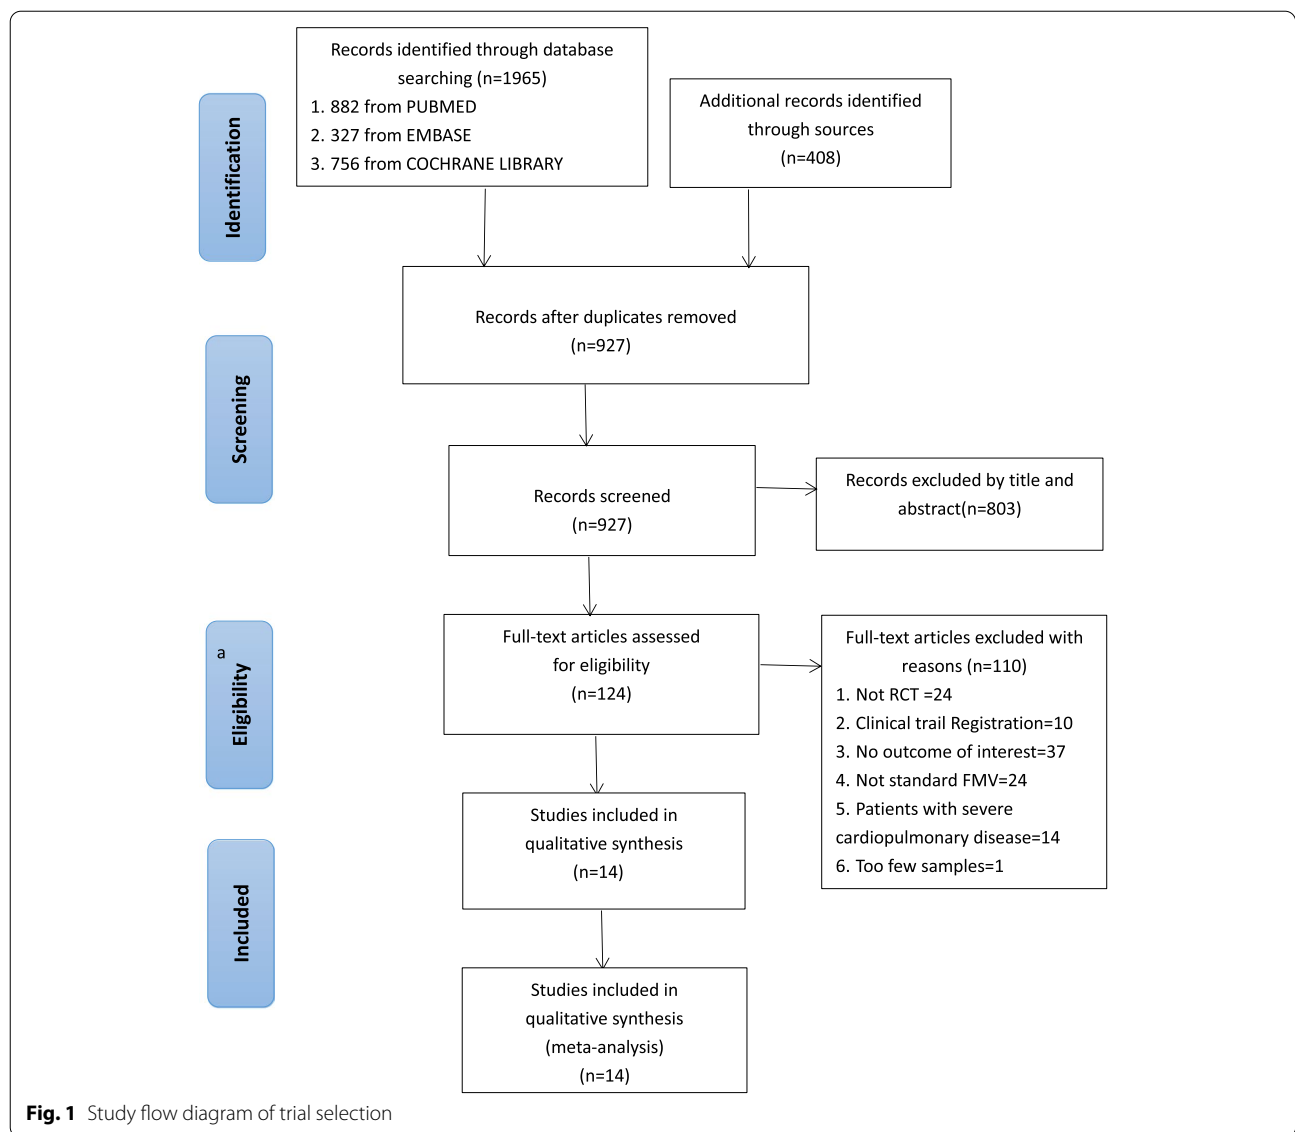 Records identified through database
searching (n=1965)
1. 882 from PUBMED
2. 327 from EMBASE
3. 756 from COCHRANE LIBRARY
Additional records identified
through sources
(n=408)
Identification
Records after duplicates removed
(n=927)
Screening
Records screened
(n=927)
Records excluded by title and
abstract(n=803)
a
Eligibility
Full-text articles assessed
for eligibility
(n=124)
Full-text articles excluded with
reasons (n=110)
1. Not RCT =24
2. Clinical trail Registration=10
3. No outcome of interest=37
4. Not standard FMV=24
5. Patients with severe
cardiopulmonary disease=14
6. Too few samples=1
Studies included in
qualitative synthesis
(n=14)
Included
Studies included in
qualitative synthesis
(meta-analysis)
(n=14)
Fig. 1 Study flow diagram of trial selection